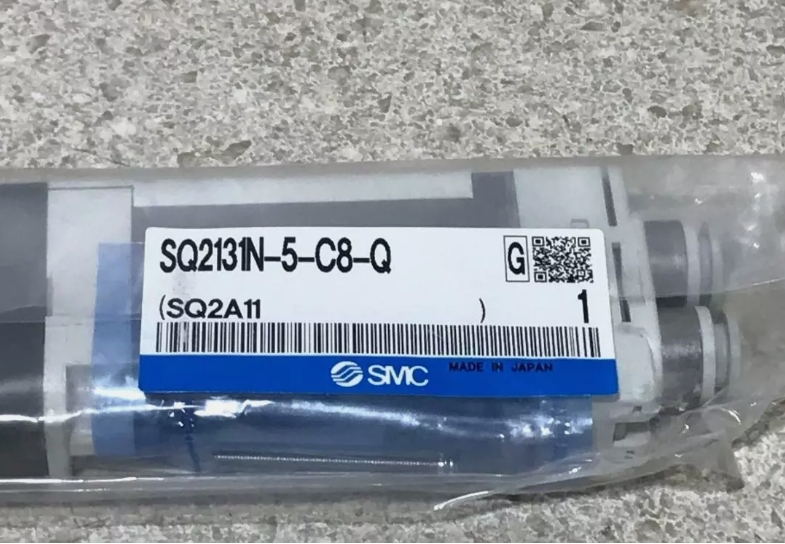 SQ2131N-5-C8-Q
G
(SQ2A11 )
1
SMC
MADE IN JAPAN